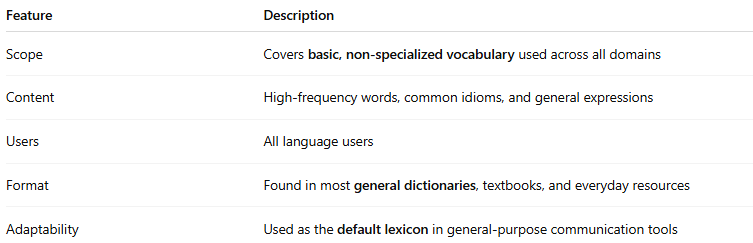 Feature Description
Scope Covers basic, non-specialized vocabulary used across all domains
Content High-frequency words, common idioms, and general expressions
Users All language users
Format Found in most general dictionaries, textbooks, and everyday resources
Adaptability Used as the default lexicon in general-purpose communication tools